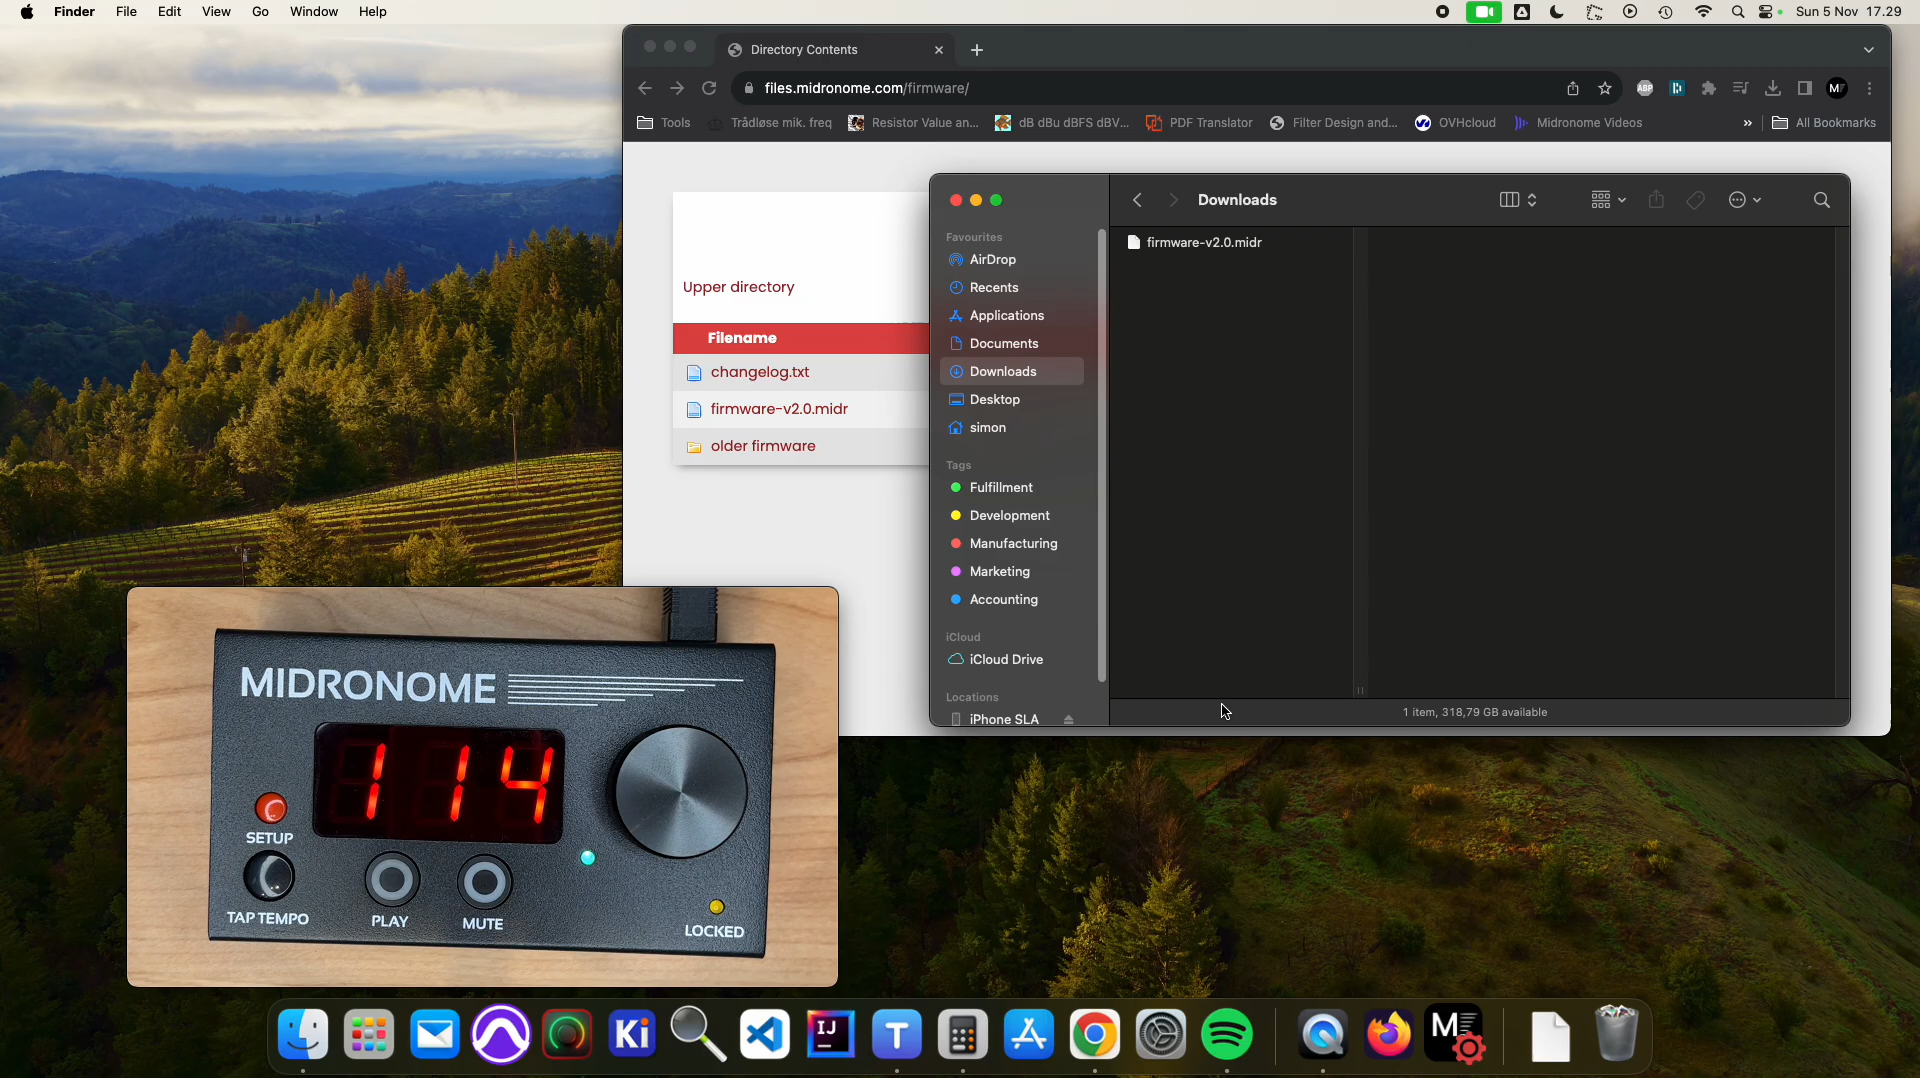 Finder File Edit View Go Window Help
Sun 5 Nov 17.29
Directory Contents
files.midronome.com/firmware/
ABP
M
Tools
Trådløse mik. freq
Resistor Value an...
dB dBu dBFS dBV...
PDF Translator
Filter Design and...
OVHcloud
Midronome Videos
»
All Bookmarks
Upper directory
Filename
changelog.txt
firmware-v2.0.midr
older firmware
Downloads
Favourites
AirDrop
Recents
Applications
Documents
Downloads
Desktop
simon
Tags
Fulfillment
Development
Manufacturing
Marketing
Accounting
iCloud
iCloud Drive
Locations
iPhone SLA
firmware-v2.0.midr
1 item, 318,79 GB available
MIDRONOME
114
SETUP
TAP TEMPO
PLAY
MUTE
LOCKED
Ki
IJ
T
M